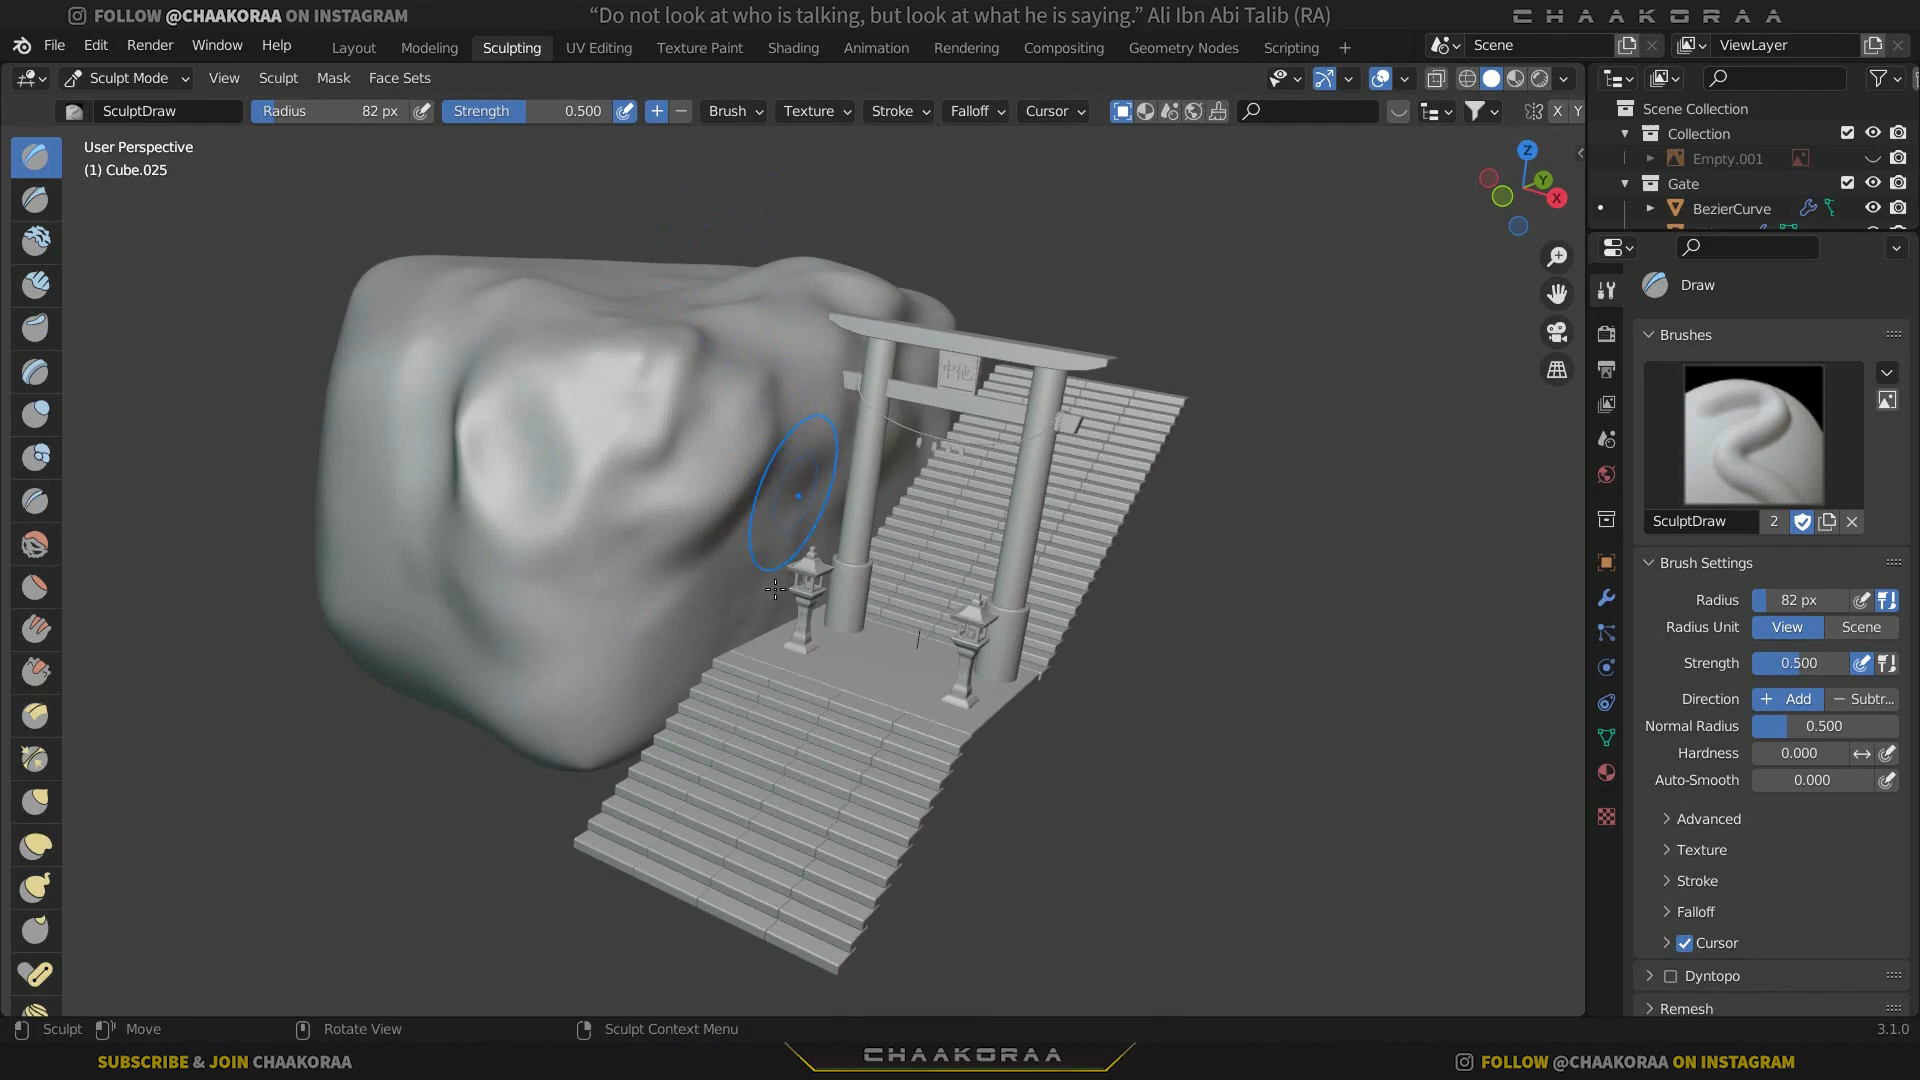 FOLLOW @CHAAKORAA ON INSTAGRAM
“Do not look at who is talking, but look at what he is saying.” Ali Ibn Abi Talib (RA)
CHAAKORAA
File Edit Render Window Help
Layout Modeling Sculpting UV Editing Texture Paint Shading Animation Rendering Compositing Geometry Nodes Scripting +
Scene
ViewLayer
Sculpt Mode View Sculpt Mask Face Sets
SculptDraw Radius 82 px Strength 0.500 + − Brush Texture Stroke Falloff Cursor X Y
User Perspective
(1) Cube.025
Z
Y
X
Scene Collection
Collection
Empty.001
Gate
BezierCurve
Draw
Brushes
SculptDraw 2
Brush Settings
Radius 82 px
Radius Unit View Scene
Strength 0.500
Direction + Add − Subtr...
Normal Radius 0.500
Hardness 0.000
Auto-Smooth 0.000
Advanced
Texture
Stroke
Falloff
Cursor
Dyntopo
Remesh
Sculpt Move Rotate View Sculpt Context Menu 3.1.0
SUBSCRIBE & JOIN CHAAKORAA
CHAAKORAA
FOLLOW @CHAAKORAA ON INSTAGRAM